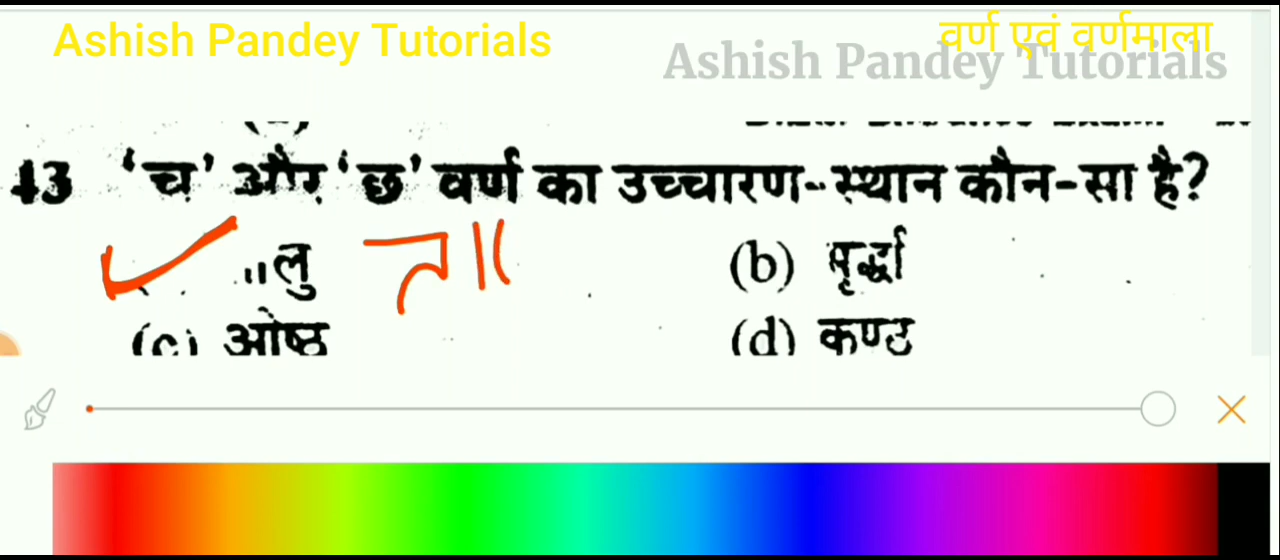 Ashish Pandey Tutorials
वर्ण एवं वर्णमाला
Ashish Pandey Tutorials
43 ‘च’ और ‘छ’ वर्ण का उच्चारण-स्थान कौन-सा है?
(b) मूर्द्धा
(c) ओष्ठ
(d) कण्ठ